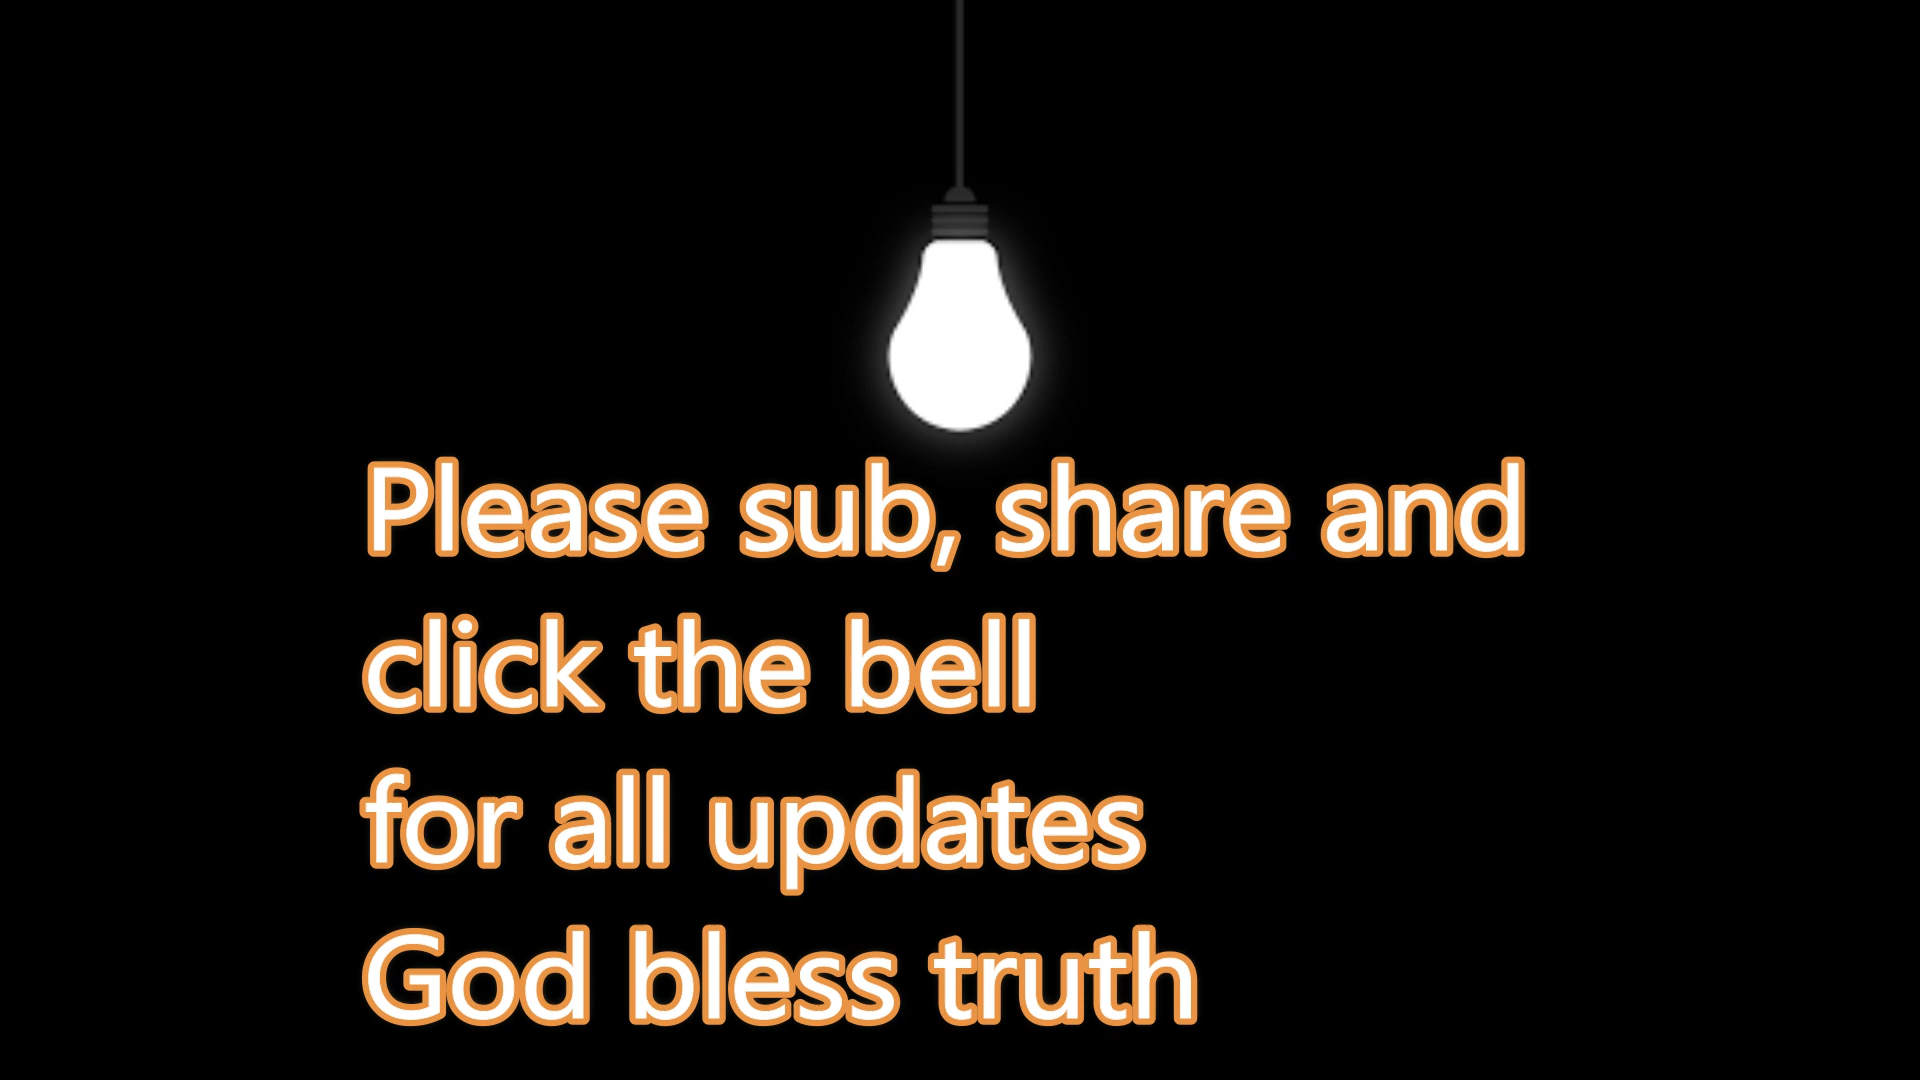 Please sub, share and
click the bell
for all updates
God bless truth